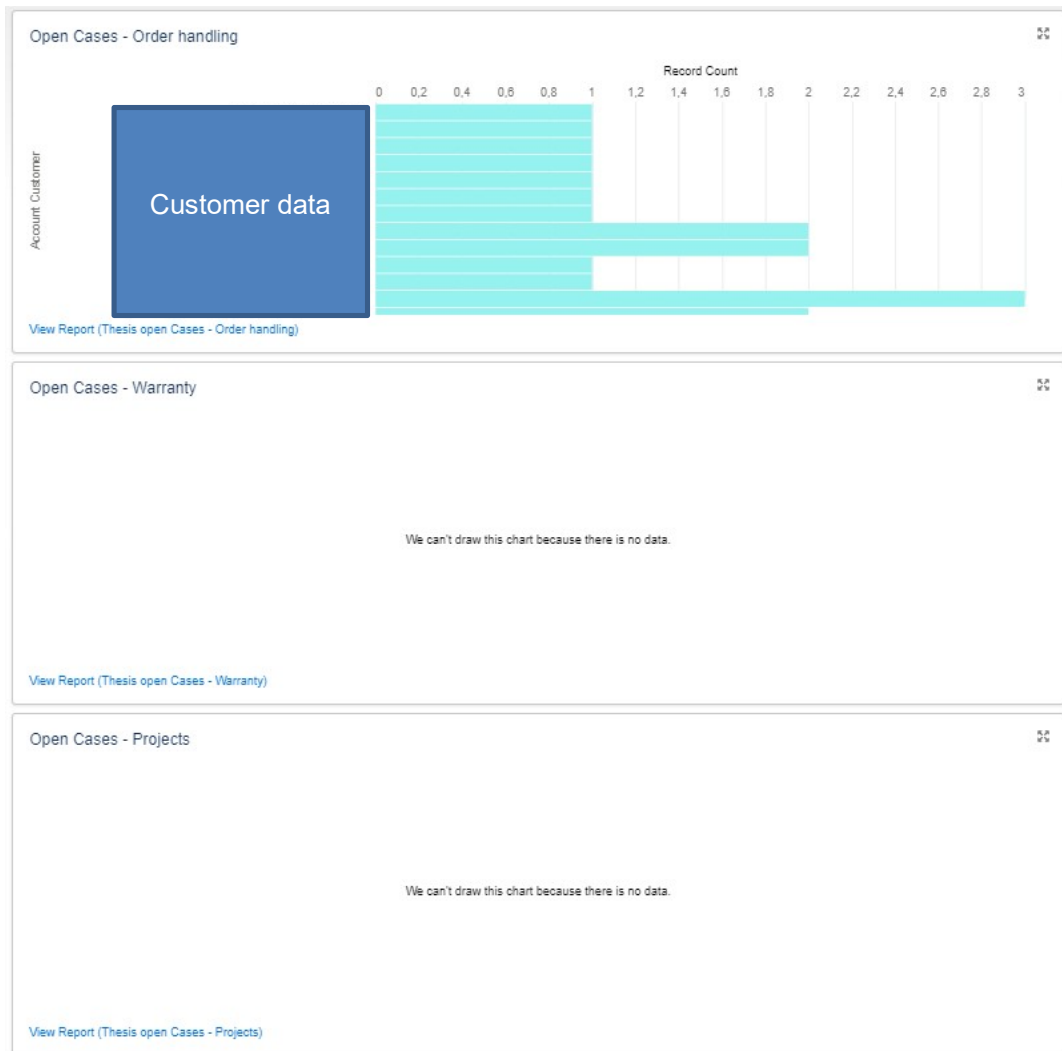 Open Cases - Order handling
Record Count
0 0,2 0,4 0,6 0,8 1 1,2 1,4 1,6 1,8 2 2,2 2,4 2,6 2,8 3
Account Customer
Customer data
View Report (Thesis open Cases - Order handling)
Open Cases - Warranty
We can't draw this chart because there is no data.
View Report (Thesis open Cases - Warranty)
Open Cases - Projects
We can't draw this chart because there is no data.
View Report (Thesis open Cases - Projects)